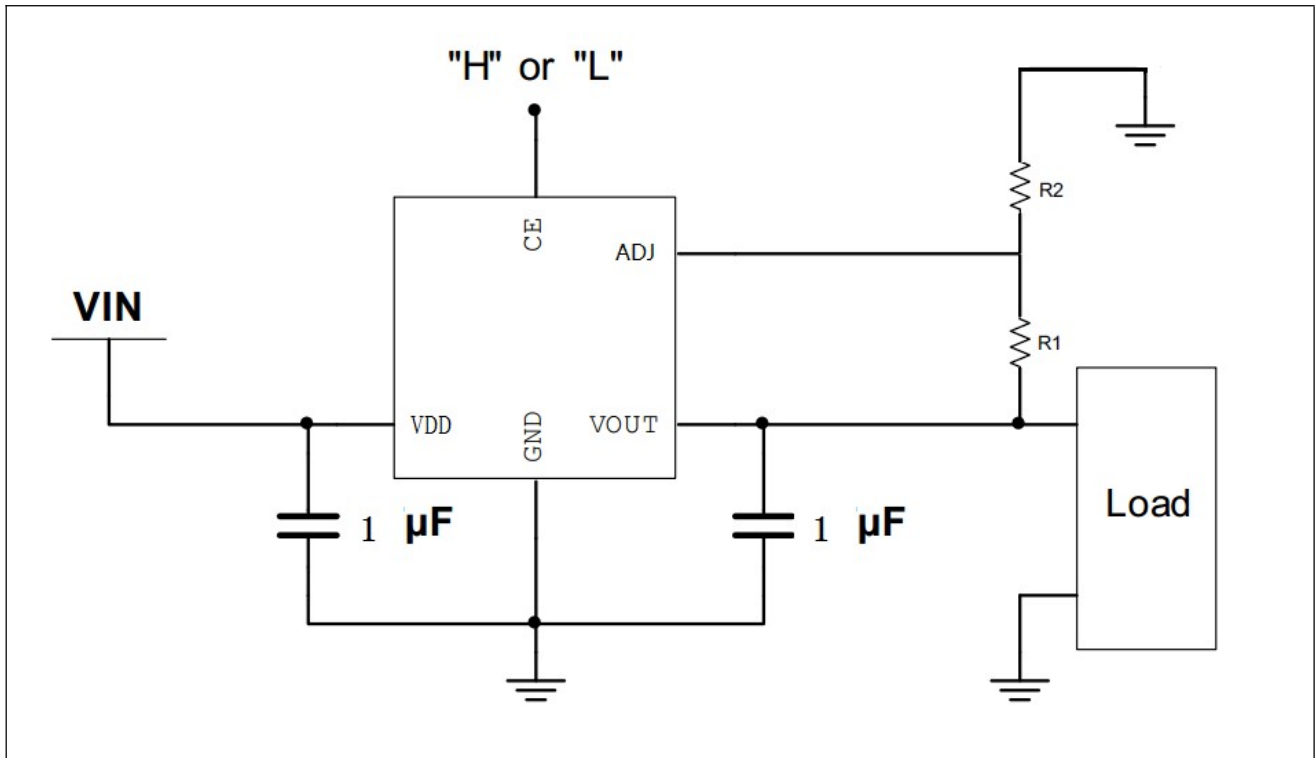 "H" or "L"
R2
CE
ADJ
VIN
R1
VDD
GND
VOUT
Load
1 µF
1 µF